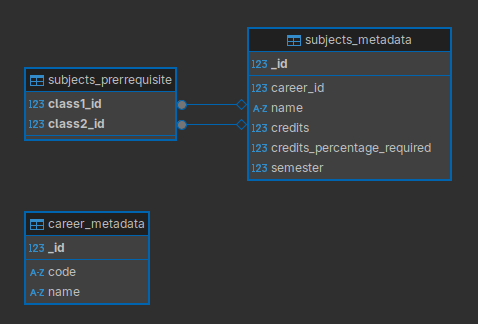 subjects_metadata
123 _id
123 career_id
A-Z name
123 credits
123 credits_percentage_required
123 semester
subjects_prerrequisite
123 class1_id
123 class2_id
career_metadata
123 _id
A-Z code
A-Z name